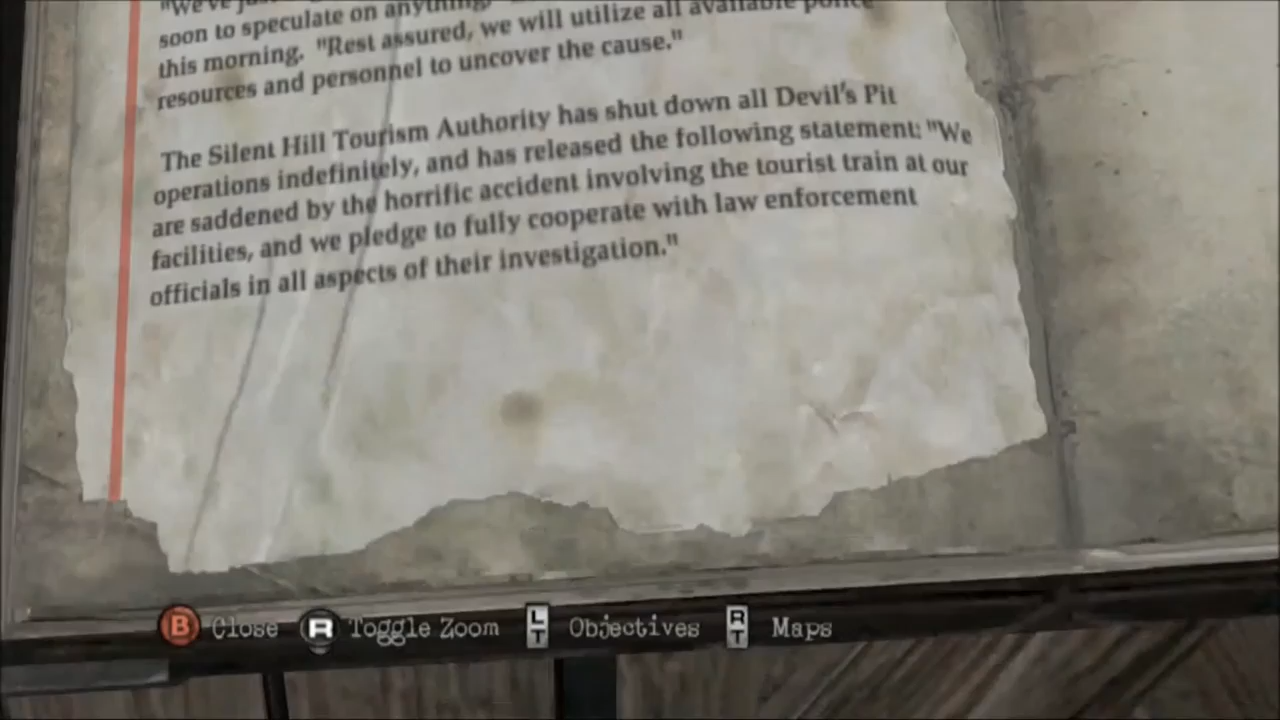 "We've
soon to speculate on anything."
this morning. "Rest assured, we will utilize all available police
resources and personnel to uncover the cause."
The Silent Hill Tourism Authority has shut down all Devil's Pit
operations indefinitely, and has released the following statement: "We
are saddened by the horrific accident involving the tourist train at our
facilities, and we pledge to fully cooperate with law enforcement
officials in all aspects of their investigation."
B Close R Toggle Zoom LT Objectives RT Maps